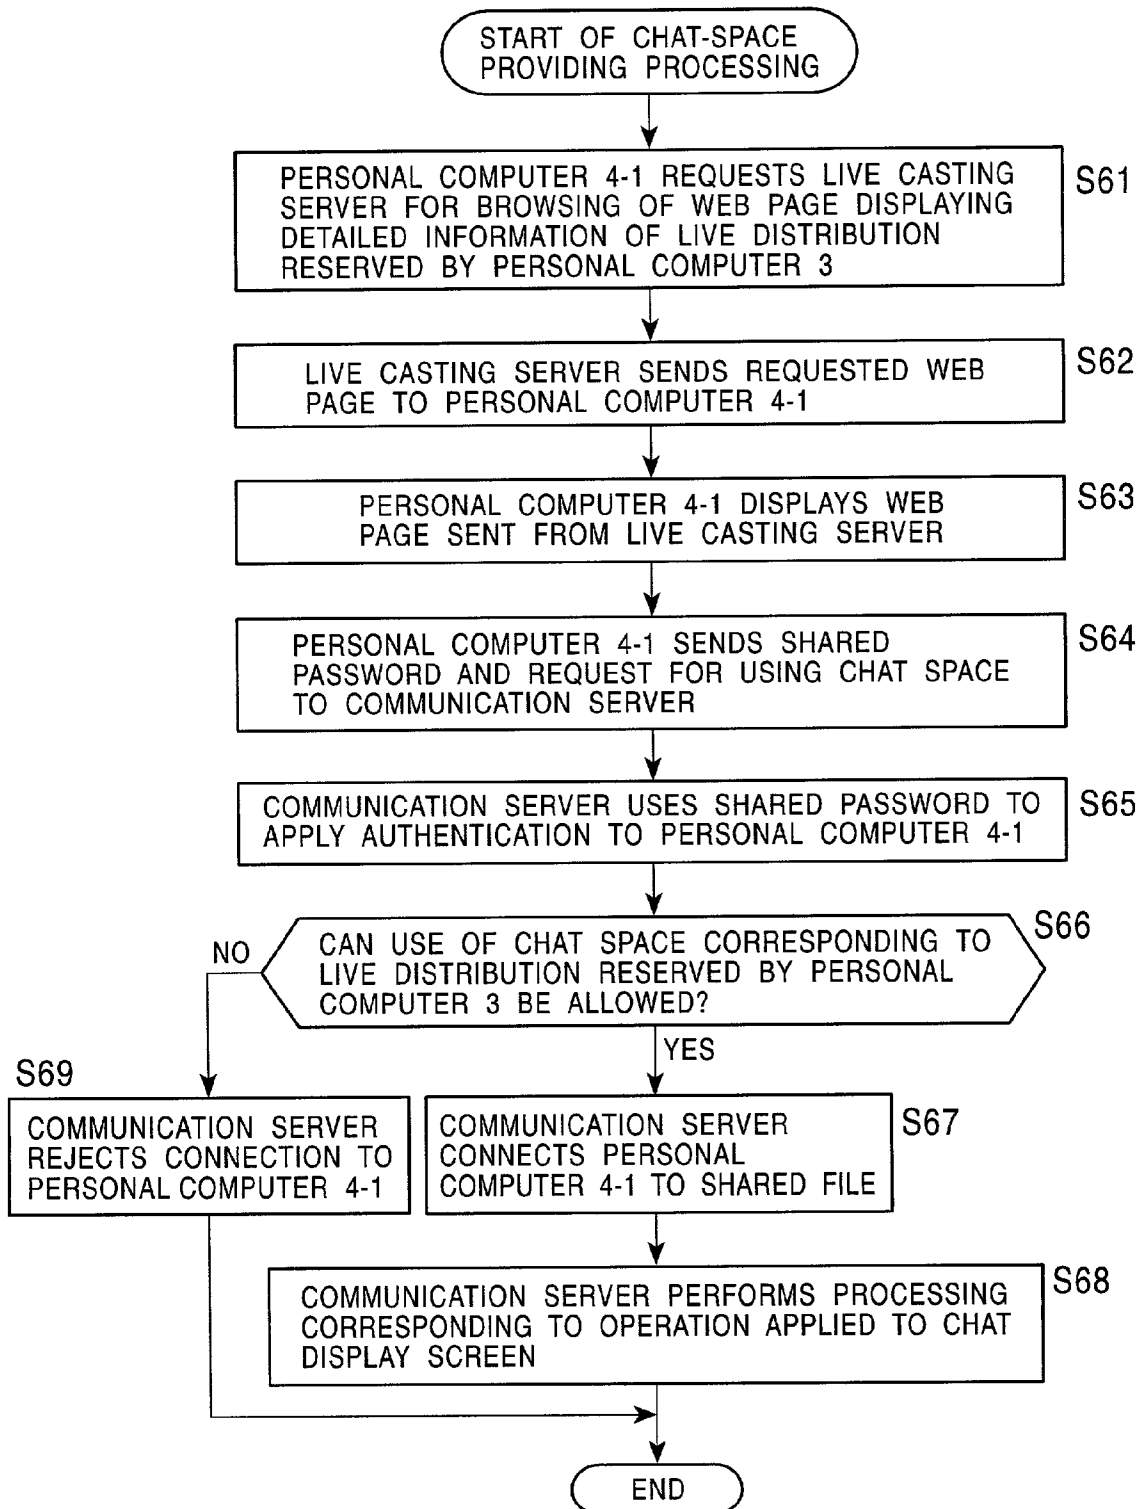 START OF CHAT-SPACE
PROVIDING PROCESSING
PERSONAL COMPUTER 4-1 REQUESTS LIVE CASTING
SERVER FOR BROWSING OF WEB PAGE DISPLAYING
DETAILED INFORMATION OF LIVE DISTRIBUTION
RESERVED BY PERSONAL COMPUTER 3
S61
LIVE CASTING SERVER SENDS REQUESTED WEB
PAGE TO PERSONAL COMPUTER 4-1
S62
PERSONAL COMPUTER 4-1 DISPLAYS WEB
PAGE SENT FROM LIVE CASTING SERVER
S63
PERSONAL COMPUTER 4-1 SENDS SHARED
PASSWORD AND REQUEST FOR USING CHAT SPACE
TO COMMUNICATION SERVER
S64
COMMUNICATION SERVER USES SHARED PASSWORD TO
APPLY AUTHENTICATION TO PERSONAL COMPUTER 4-1
S65
CAN USE OF CHAT SPACE CORRESPONDING TO
LIVE DISTRIBUTION RESERVED BY PERSONAL
COMPUTER 3 BE ALLOWED?
S66
NO
YES
S69
COMMUNICATION SERVER
REJECTS CONNECTION TO
PERSONAL COMPUTER 4-1
COMMUNICATION SERVER
CONNECTS PERSONAL
COMPUTER 4-1 TO SHARED FILE
S67
COMMUNICATION SERVER PERFORMS PROCESSING
CORRESPONDING TO OPERATION APPLIED TO CHAT
DISPLAY SCREEN
S68
END